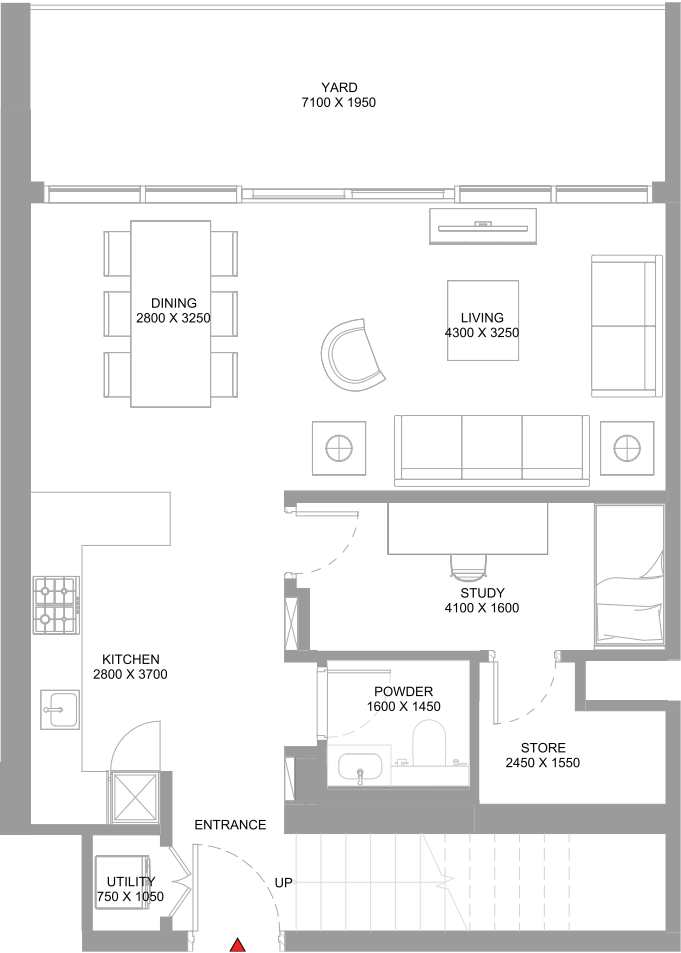 YARD
7100 X 1950
DINING
2800 X 3250
LIVING
4300 X 3250
STUDY
4100 X 1600
KITCHEN
2800 X 3700
POWDER
1600 X 1450
STORE
2450 X 1550
ENTRANCE
UP
UTILITY
750 X 1050